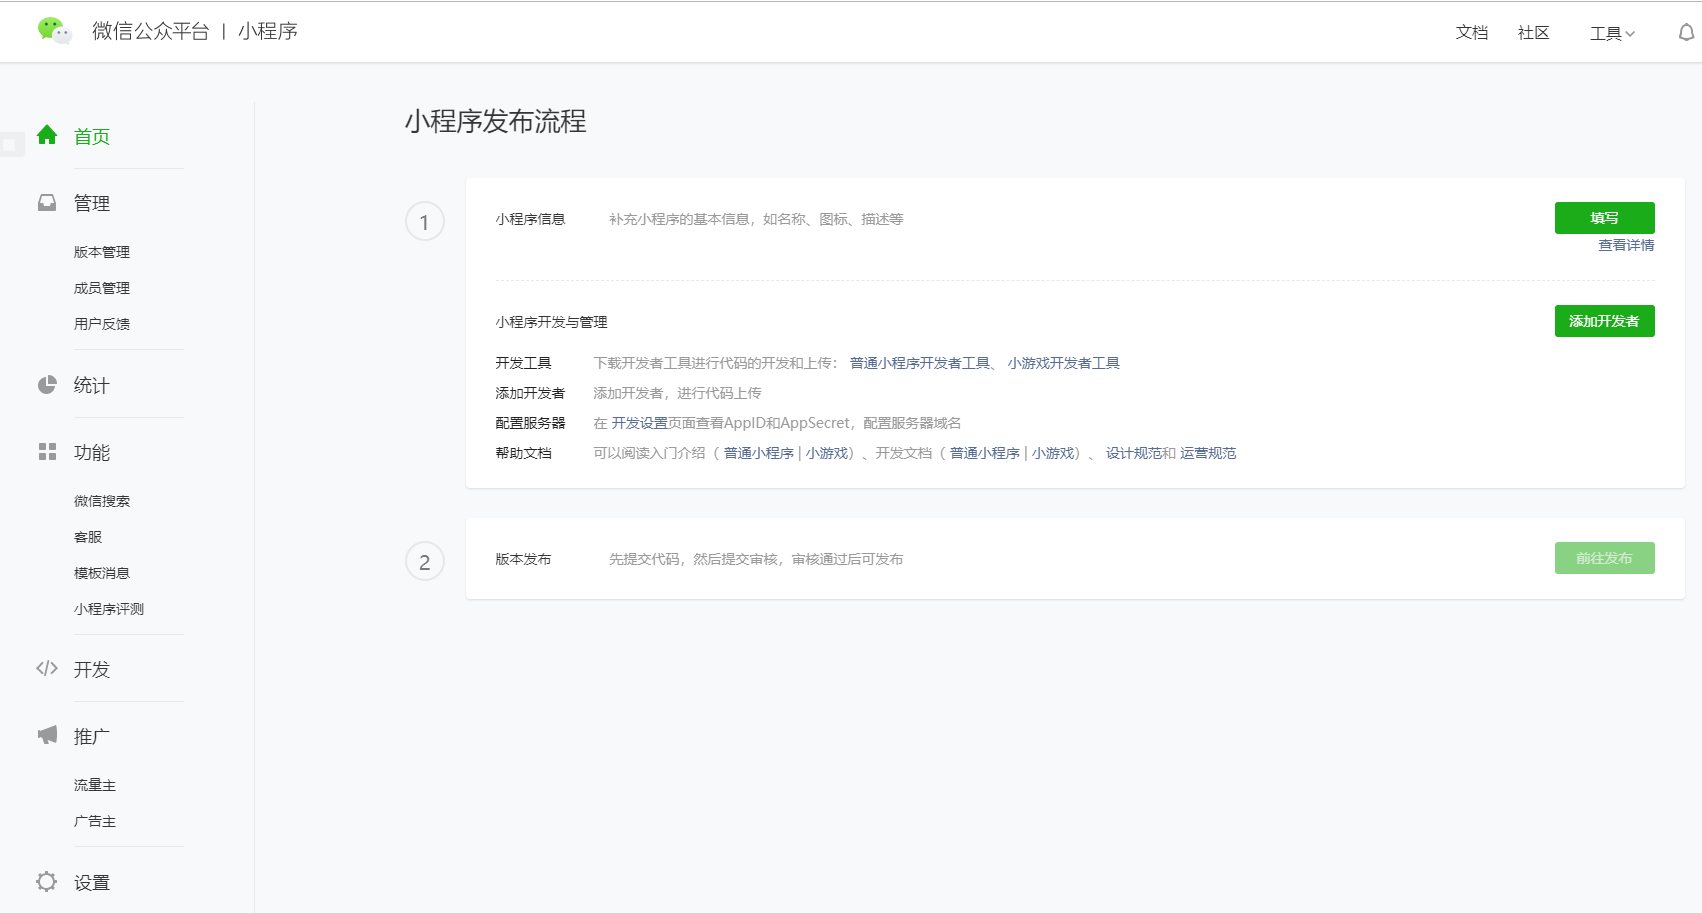 微信公众平台 | 小程序
文档 社区 工具
首页
管理
版本管理
成员管理
用户反馈
统计
功能
微信搜索
客服
模板消息
小程序评测
开发
推广
流量主
广告主
设置
小程序发布流程
1
小程序信息 补充小程序的基本信息，如名称、图标、描述等 填写
查看详情
小程序开发与管理 添加开发者
开发工具 下载开发者工具进行代码的开发和上传： 普通小程序开发者工具、 小游戏开发者工具
添加开发者 添加开发者，进行代码上传
配置服务器 在 开发设置页面查看AppID和AppSecret，配置服务器域名
帮助文档 可以阅读入门介绍（ 普通小程序 | 小游戏）、开发文档（ 普通小程序 | 小游戏）、 设计规范和 运营规范
2
版本发布 先提交代码，然后提交审核，审核通过后可发布 前往发布